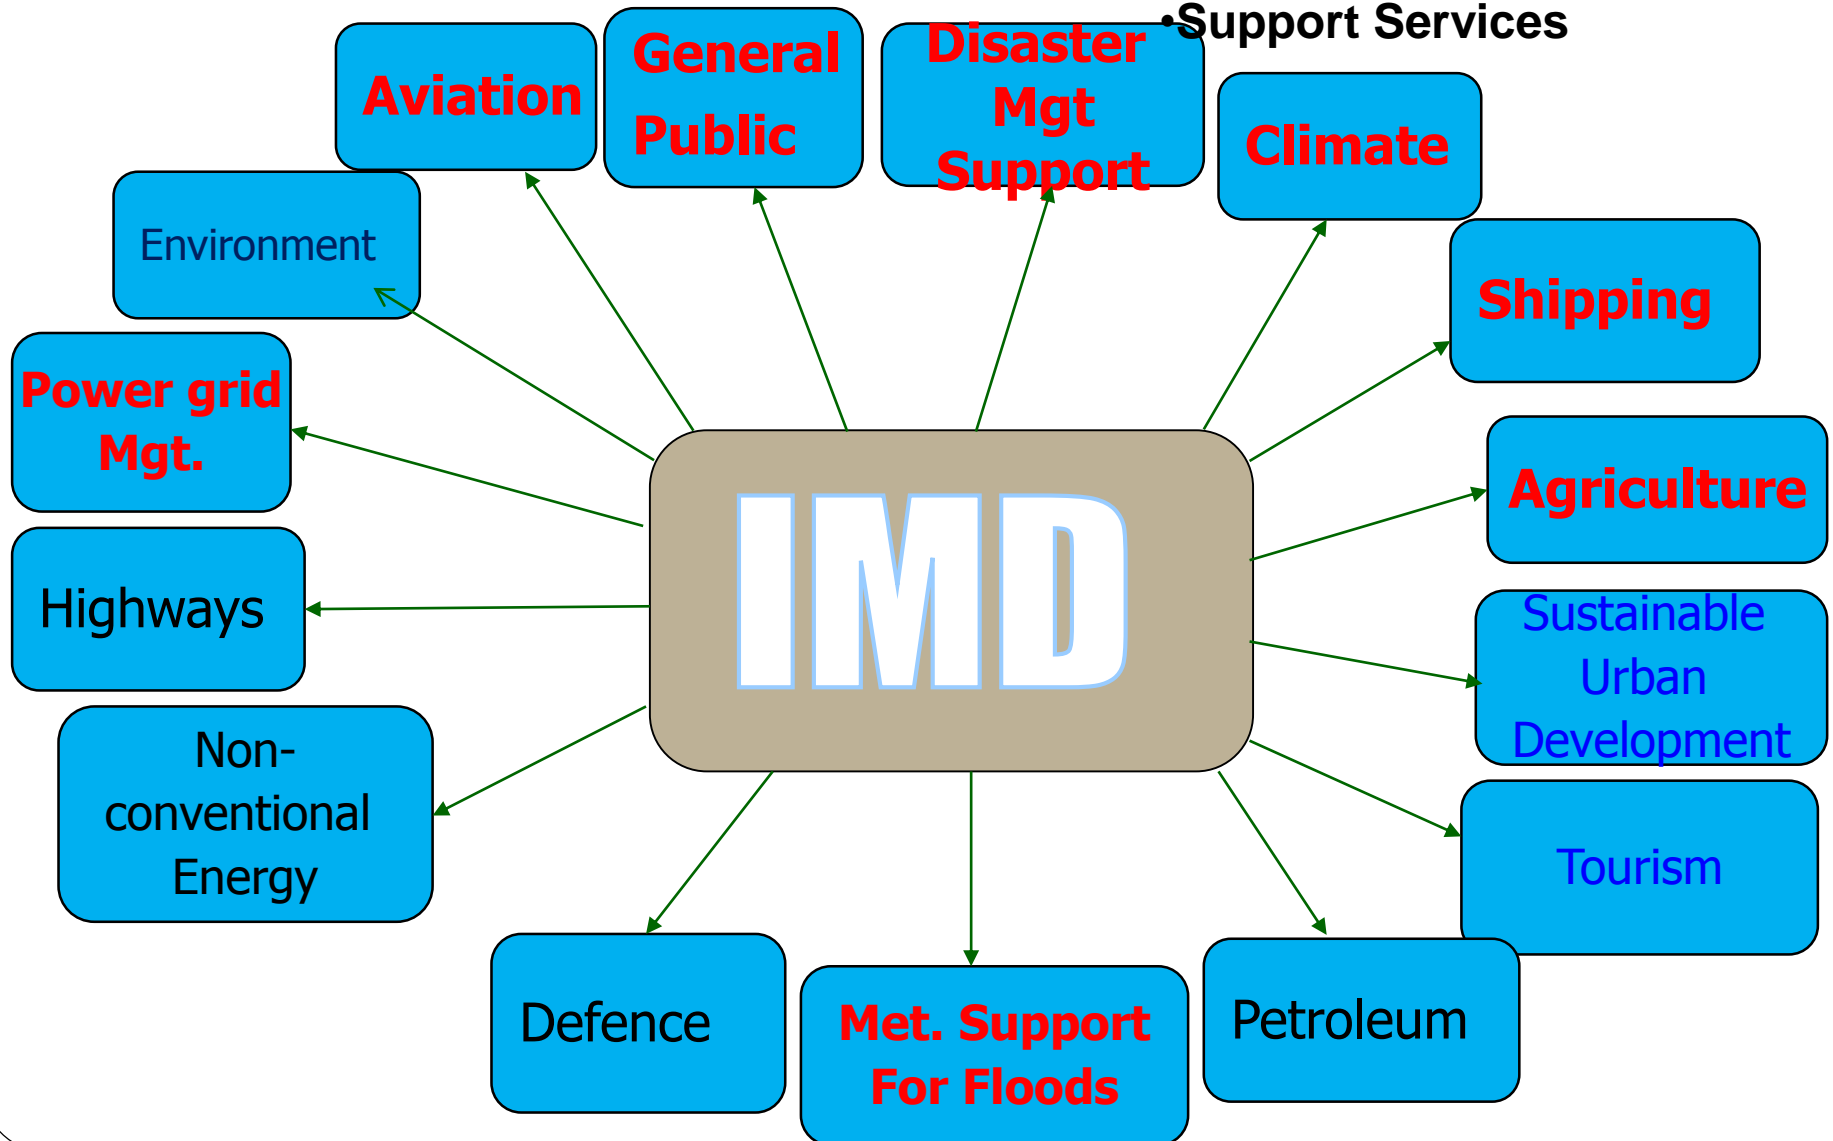 •Support Services
Aviation
General
Public
Disaster
Mgt
Support
Climate
Environment
Shipping
Power grid
Mgt.
Agriculture
IMD
Highways
Sustainable
Urban
Development
Non-
conventional
Energy
Tourism
Defence
Met. Support
For Floods
Petroleum